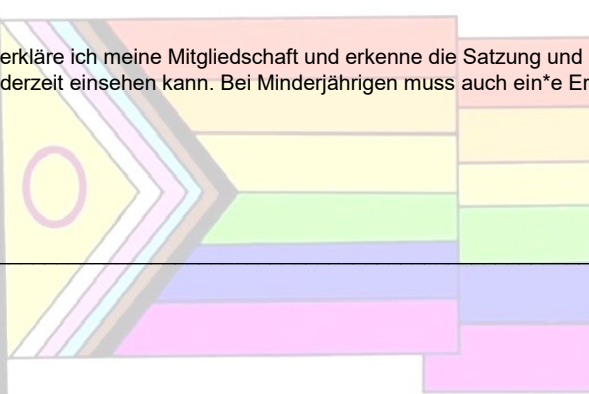 erkläre ich meine Mitgliedschaft und erkenne die Satzung und
derzeit einsehen kann. Bei Minderjährigen muss auch ein*e Er